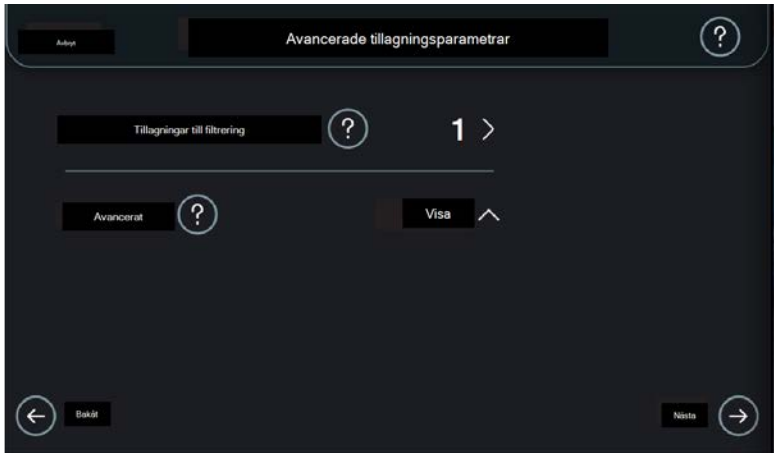 Avbryt
Avancerade tillagningsparametrar
?
Tillagningar till filtrering ? 1 >
Avancerat ? Visa
Bakåt
Nästa